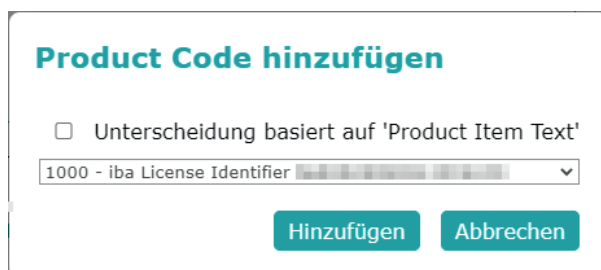 Product Code hinzufügen
Unterscheidung basiert auf 'Product Item Text'
1000 - iba License Identifier
Hinzufügen Abbrechen